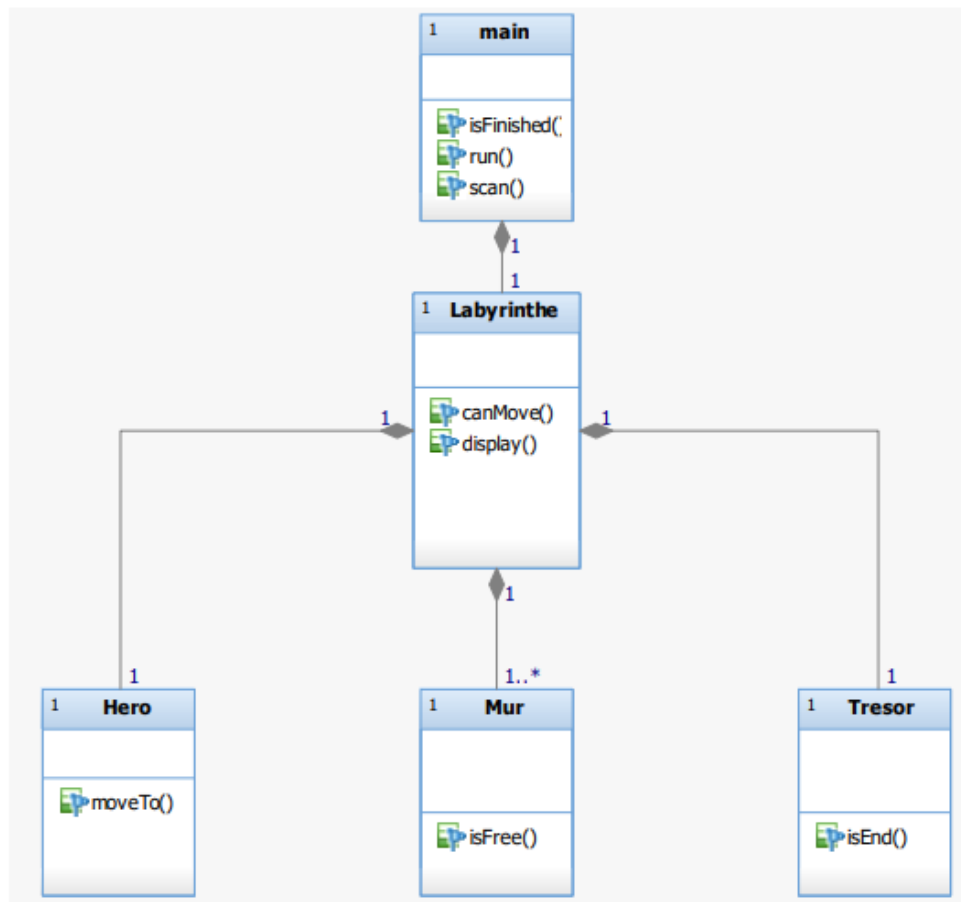 1 main
isFinished()
run()
scan()
1
1
1 Labyrinthe
canMove()
display()
1
1
1
1
1..*
1
1 Hero
moveTo()
1 Mur
isFree()
1 Tresor
isEnd()